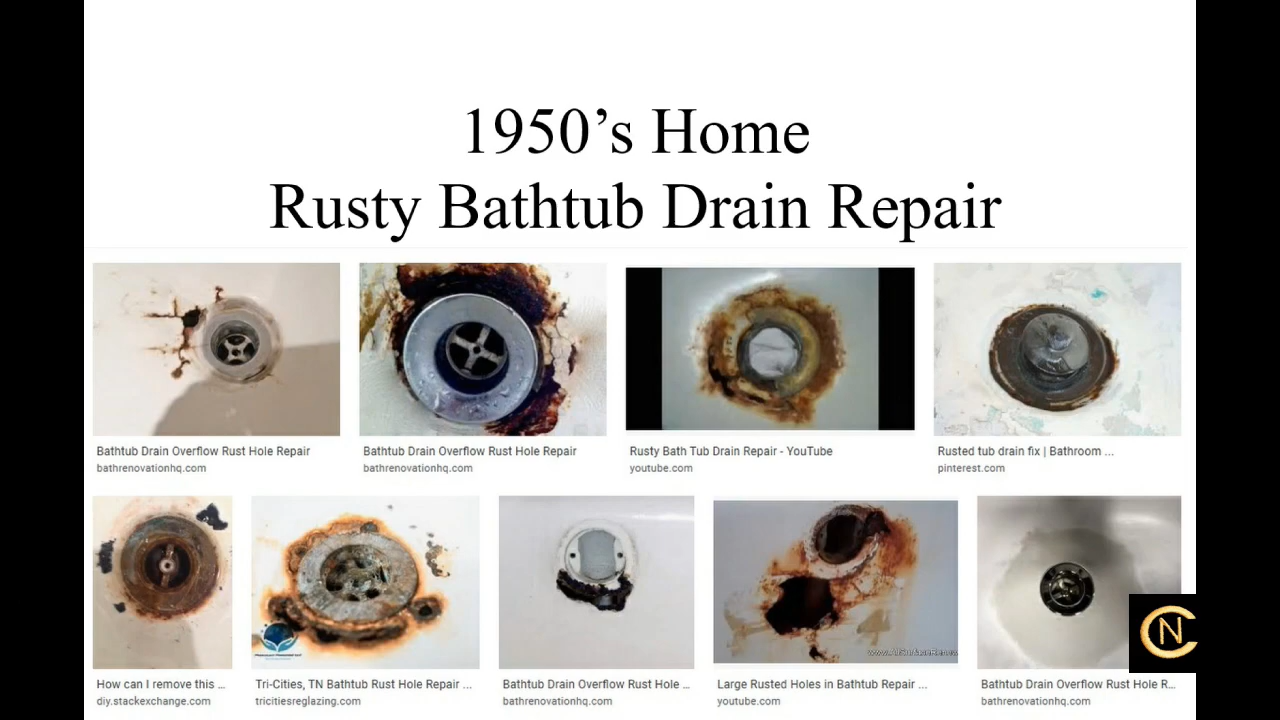 1950’s Home
Rusty Bathtub Drain Repair
Bathtub Drain Overflow Rust Hole Repair
bathrenovationhq.com
Bathtub Drain Overflow Rust Hole Repair
bathrenovationhq.com
Rusty Bath Tub Drain Repair - YouTube
youtube.com
Rusted tub drain fix | Bathroom ...
pinterest.com
How can I remove this ...
diy.stackexchange.com
Tri-Cities, TN Bathtub Rust Hole Repair ...
tricitiesreglazing.com
Bathtub Drain Overflow Rust Hole ...
bathrenovationhq.com
Large Rusted Holes in Bathtub Repair ...
youtube.com
Bathtub Drain Overflow Rust Hole R...
bathrenovationhq.com
CN